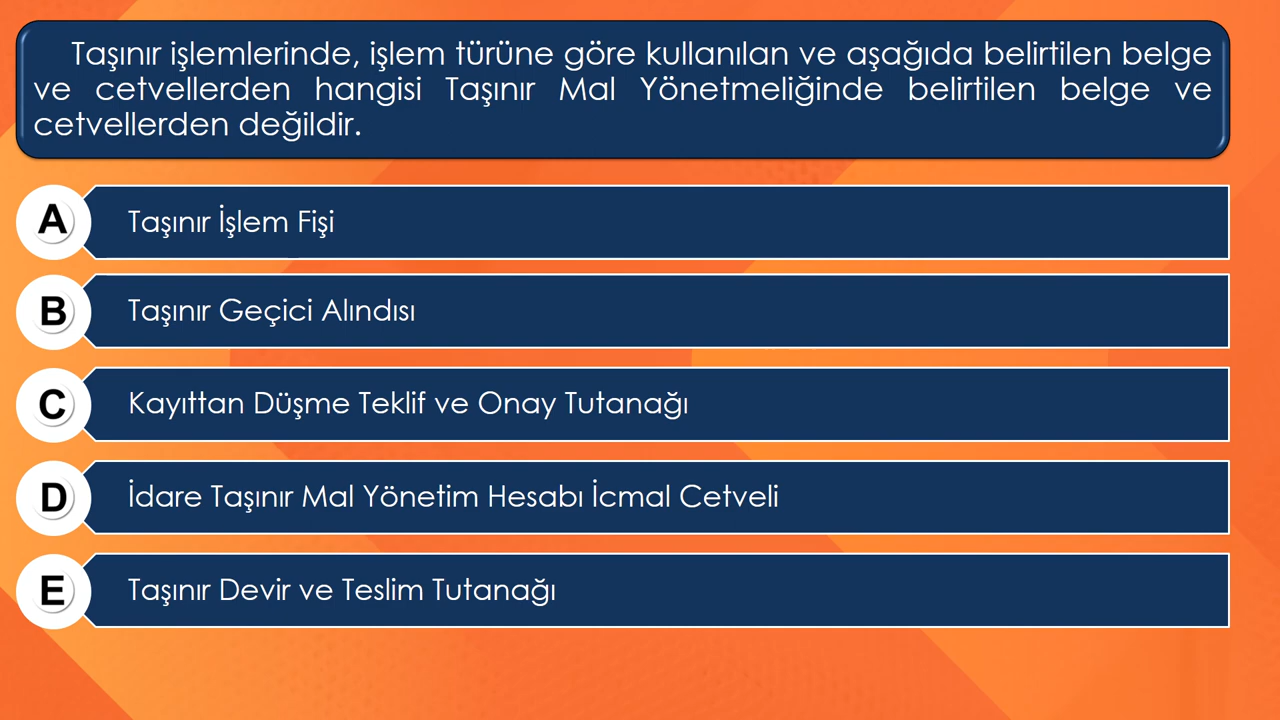 Taşınır işlemlerinde, işlem türüne göre kullanılan ve aşağıda belirtilen belge
ve cetvellerden hangisi Taşınır Mal Yönetmeliğinde belirtilen belge ve
cetvellerden değildir.
A Taşınır İşlem Fişi
B Taşınır Geçici Alındısı
C Kayıttan Düşme Teklif ve Onay Tutanağı
D İdare Taşınır Mal Yönetim Hesabı İcmal Cetveli
E Taşınır Devir ve Teslim Tutanağı